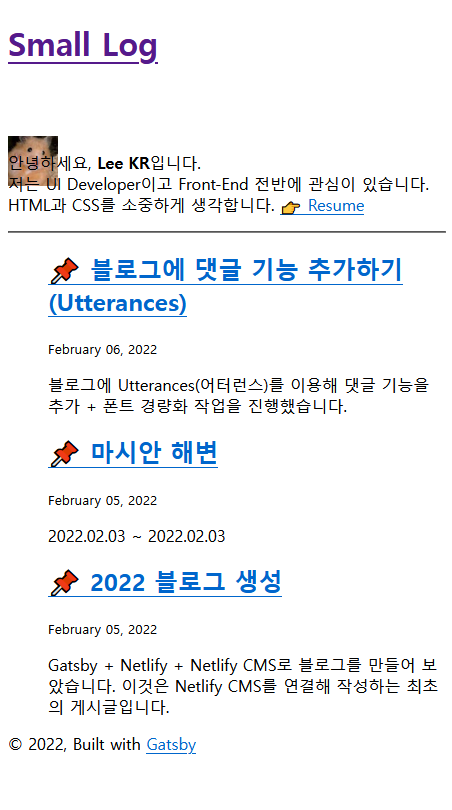 Small Log
안녕하세요, Lee KR입니다.
저는 UI Developer이고 Front-End 전반에 관심이 있습니다.
HTML과 CSS를 소중하게 생각합니다. 👉 Resume
📌 블로그에 댓글 기능 추가하기
(Utterances)
February 06, 2022
블로그에 Utterances(어터런스)를 이용해 댓글 기능을
추가 + 폰트 경량화 작업을 진행했습니다.
📌 마시안 해변
February 05, 2022
2022.02.03 ~ 2022.02.03
📌 2022 블로그 생성
February 05, 2022
Gatsby + Netlify + Netlify CMS로 블로그를 만들어 보
았습니다. 이것은 Netlify CMS를 연결해 작성하는 최초
의 게시글입니다.
© 2022, Built with Gatsby